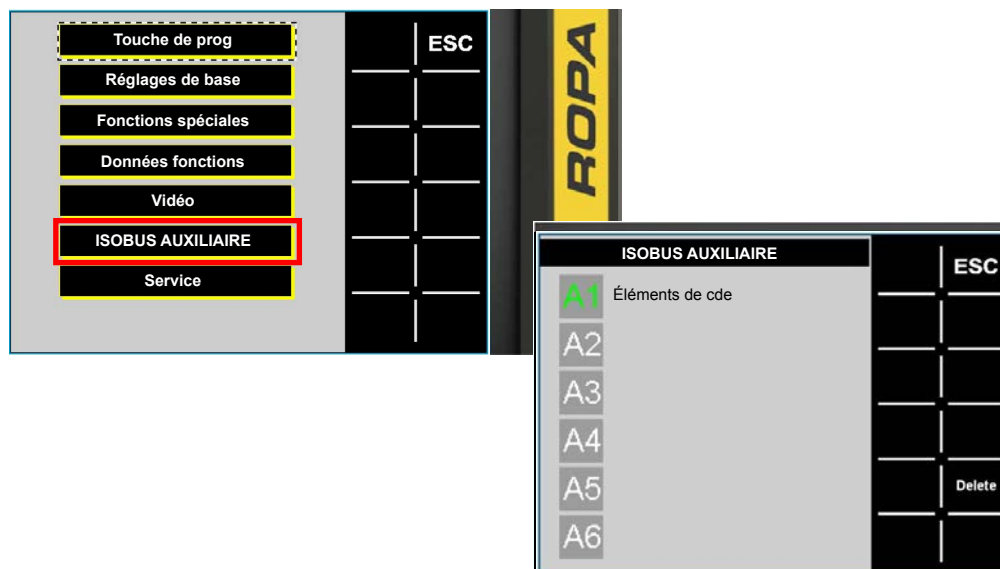 Touche de prog
ESC
Réglages de base
Fonctions spéciales
Données fonctions
Vidéo
ISOBUS AUXILIAIRE
Service
ROPA
ISOBUS AUXILIAIRE
ESC
A1 Éléments de cde
A2
A3
A4
A5
Delete
A6